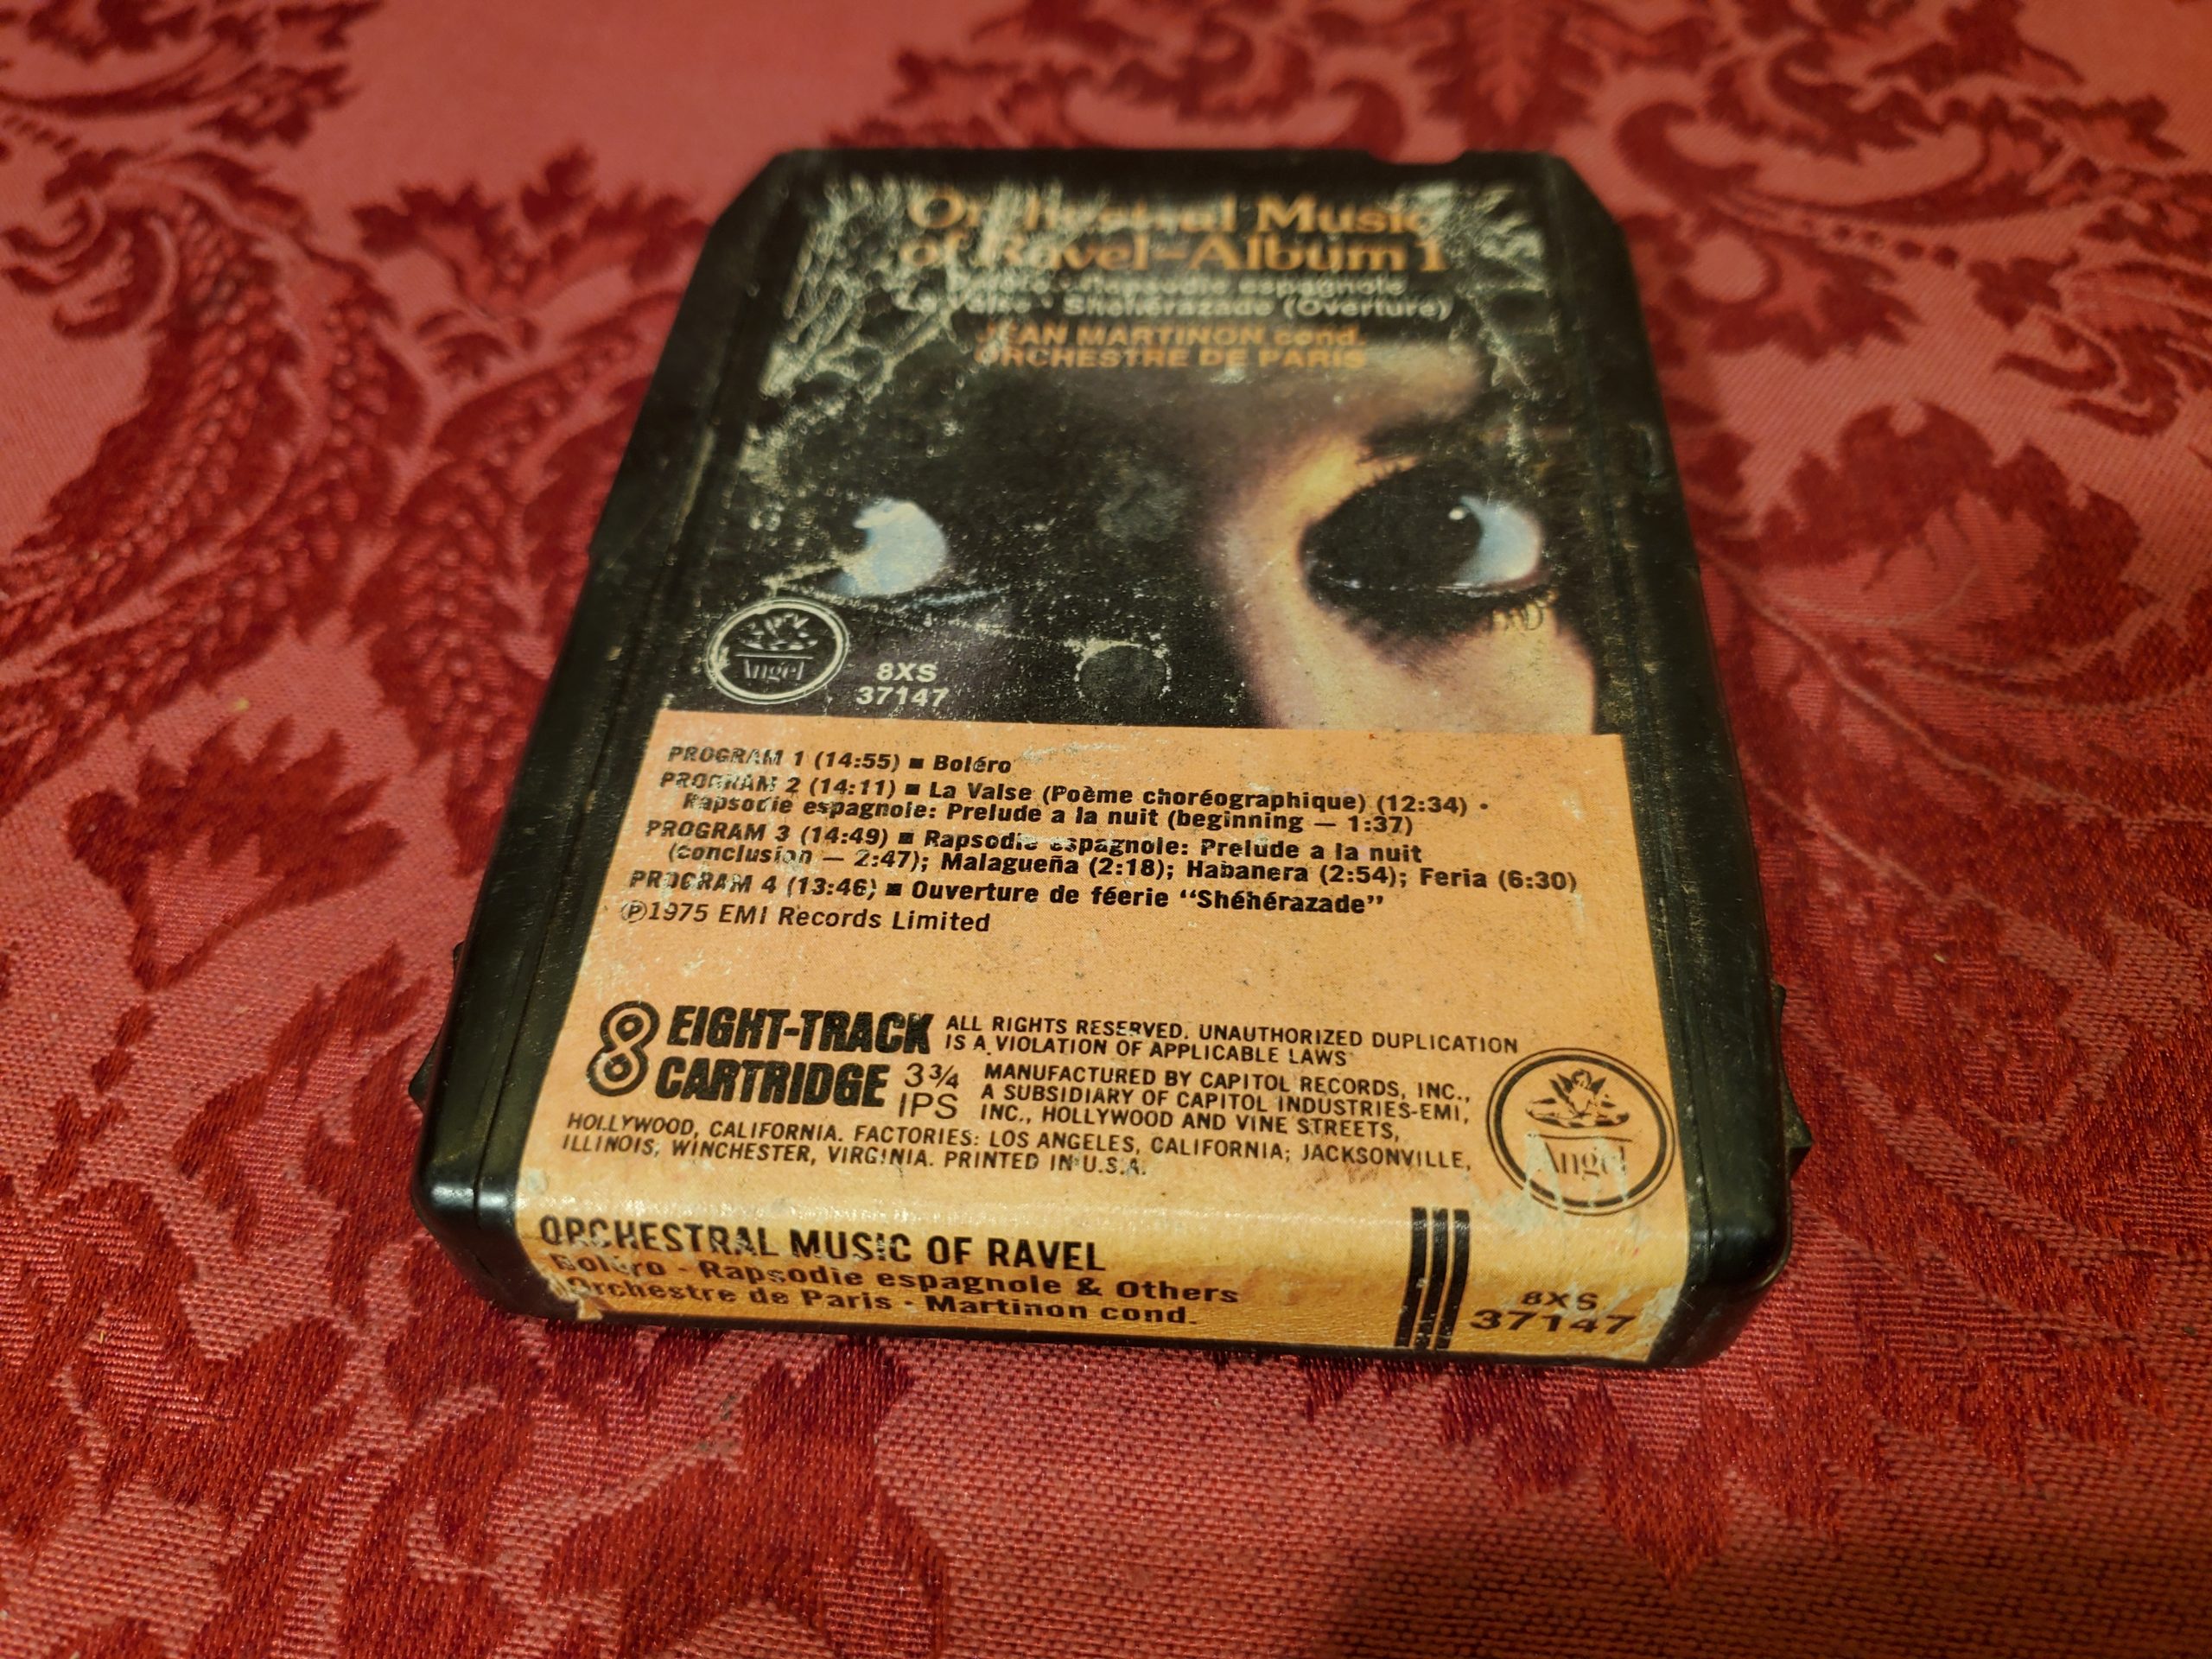 Orchestral Music
of Ravel–Album 1
Boléro · Rapsodie espagnole
La Valse · Shéhérazade (Overture)
JEAN MARTINON cond.
ORCHESTRE DE PARIS
Angel
8XS
37147
PROGRAM 1 (14:55) ■ Boléro
PROGRAM 2 (14:11) ■ La Valse (Poème choréographique) (12:34) •
Rapsodie espagnole: Prelude a la nuit (beginning — 1:37)
PROGRAM 3 (14:49) ■ Rapsodie espagnole: Prelude a la nuit
(conclusion — 2:47); Malagueña (2:18); Habanera (2:54); Feria (6:30)
PROGRAM 4 (13:46) ■ Ouverture de féerie “Shéhérazade”
Ⓟ1975 EMI Records Limited
8 EIGHT-TRACK
CARTRIDGE 3¾
IPS
ALL RIGHTS RESERVED. UNAUTHORIZED DUPLICATION
IS A VIOLATION OF APPLICABLE LAWS
MANUFACTURED BY CAPITOL RECORDS, INC.,
A SUBSIDIARY OF CAPITOL INDUSTRIES-EMI,
INC., HOLLYWOOD AND VINE STREETS,
HOLLYWOOD, CALIFORNIA. FACTORIES: LOS ANGELES, CALIFORNIA; JACKSONVILLE,
ILLINOIS, WINCHESTER, VIRGINIA. PRINTED IN U.S.A.
Angel
ORCHESTRAL MUSIC OF RAVEL
Boléro - Rapsodie espagnole & Others
Orchestre de Paris - Martinon cond.
8XS
37147